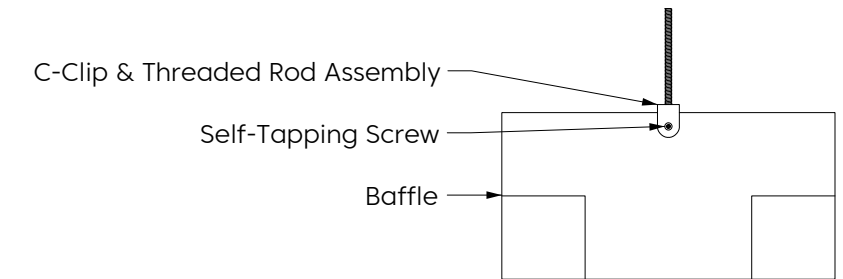 C-Clip & Threaded Rod Assembly
Self-Tapping Screw
Baffle